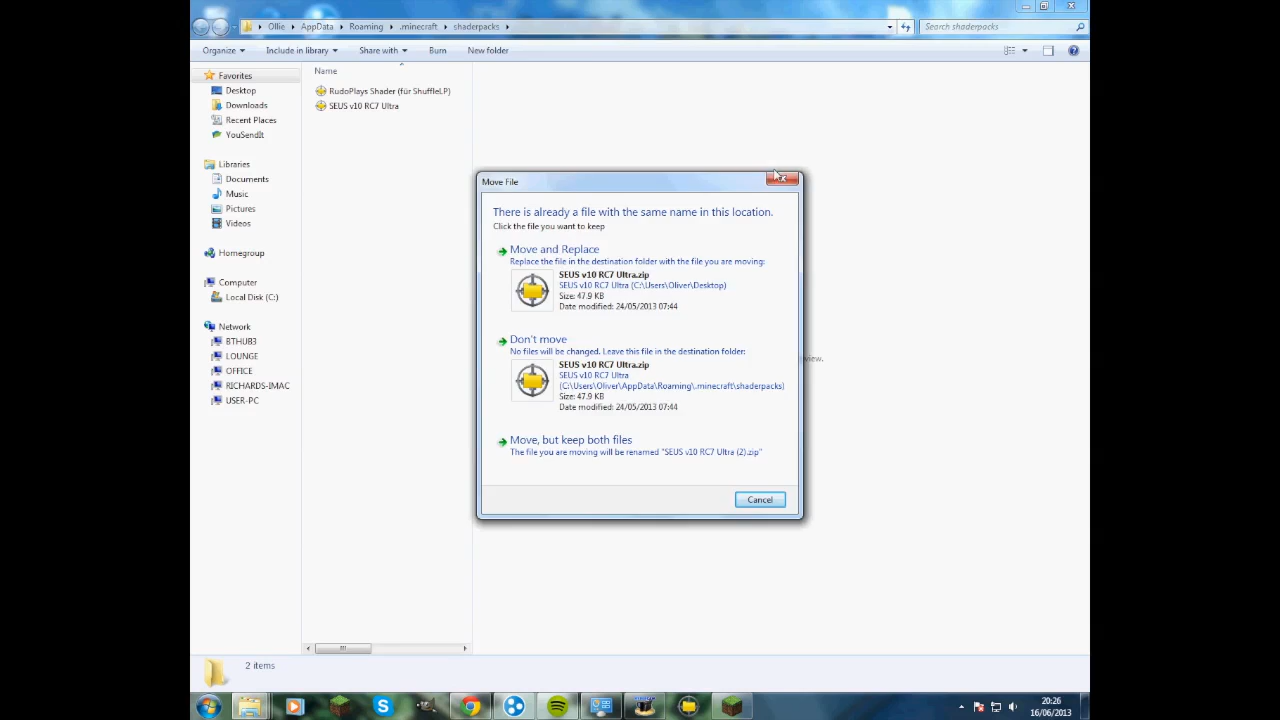 Ollie AppData Roaming .minecraft shaderpacks Search shaderpacks
Organize Include in library Share with Burn New folder
Favorites
Desktop
Downloads
Recent Places
YouSendIt
Libraries
Documents
Music
Pictures
Videos
Homegroup
Computer
Local Disk (C:)
Network
BTHUB3
LOUNGE
OFFICE
RICHARDS-IMAC
USER-PC
Name
RudoPlays Shader (für ShuffleLP)
SEUS v10 RC7 Ultra
Move File
There is already a file with the same name in this location.
Click the file you want to keep
Move and Replace
Replace the file in the destination folder with the file you are moving:
SEUS v10 RC7 Ultra.zip
SEUS v10 RC7 Ultra (C:\Users\Oliver\Desktop)
Size: 47.9 KB
Date modified: 24/05/2013 07:44
Don't move
No files will be changed. Leave this file in the destination folder:
SEUS v10 RC7 Ultra.zip
SEUS v10 RC7 Ultra
(C:\Users\Oliver\AppData\Roaming\.minecraft\shaderpacks)
Size: 47.9 KB
Date modified: 24/05/2013 07:44
Move, but keep both files
The file you are moving will be renamed "SEUS v10 RC7 Ultra (2).zip"
Cancel
view.
2 items
20:26
16/06/2013